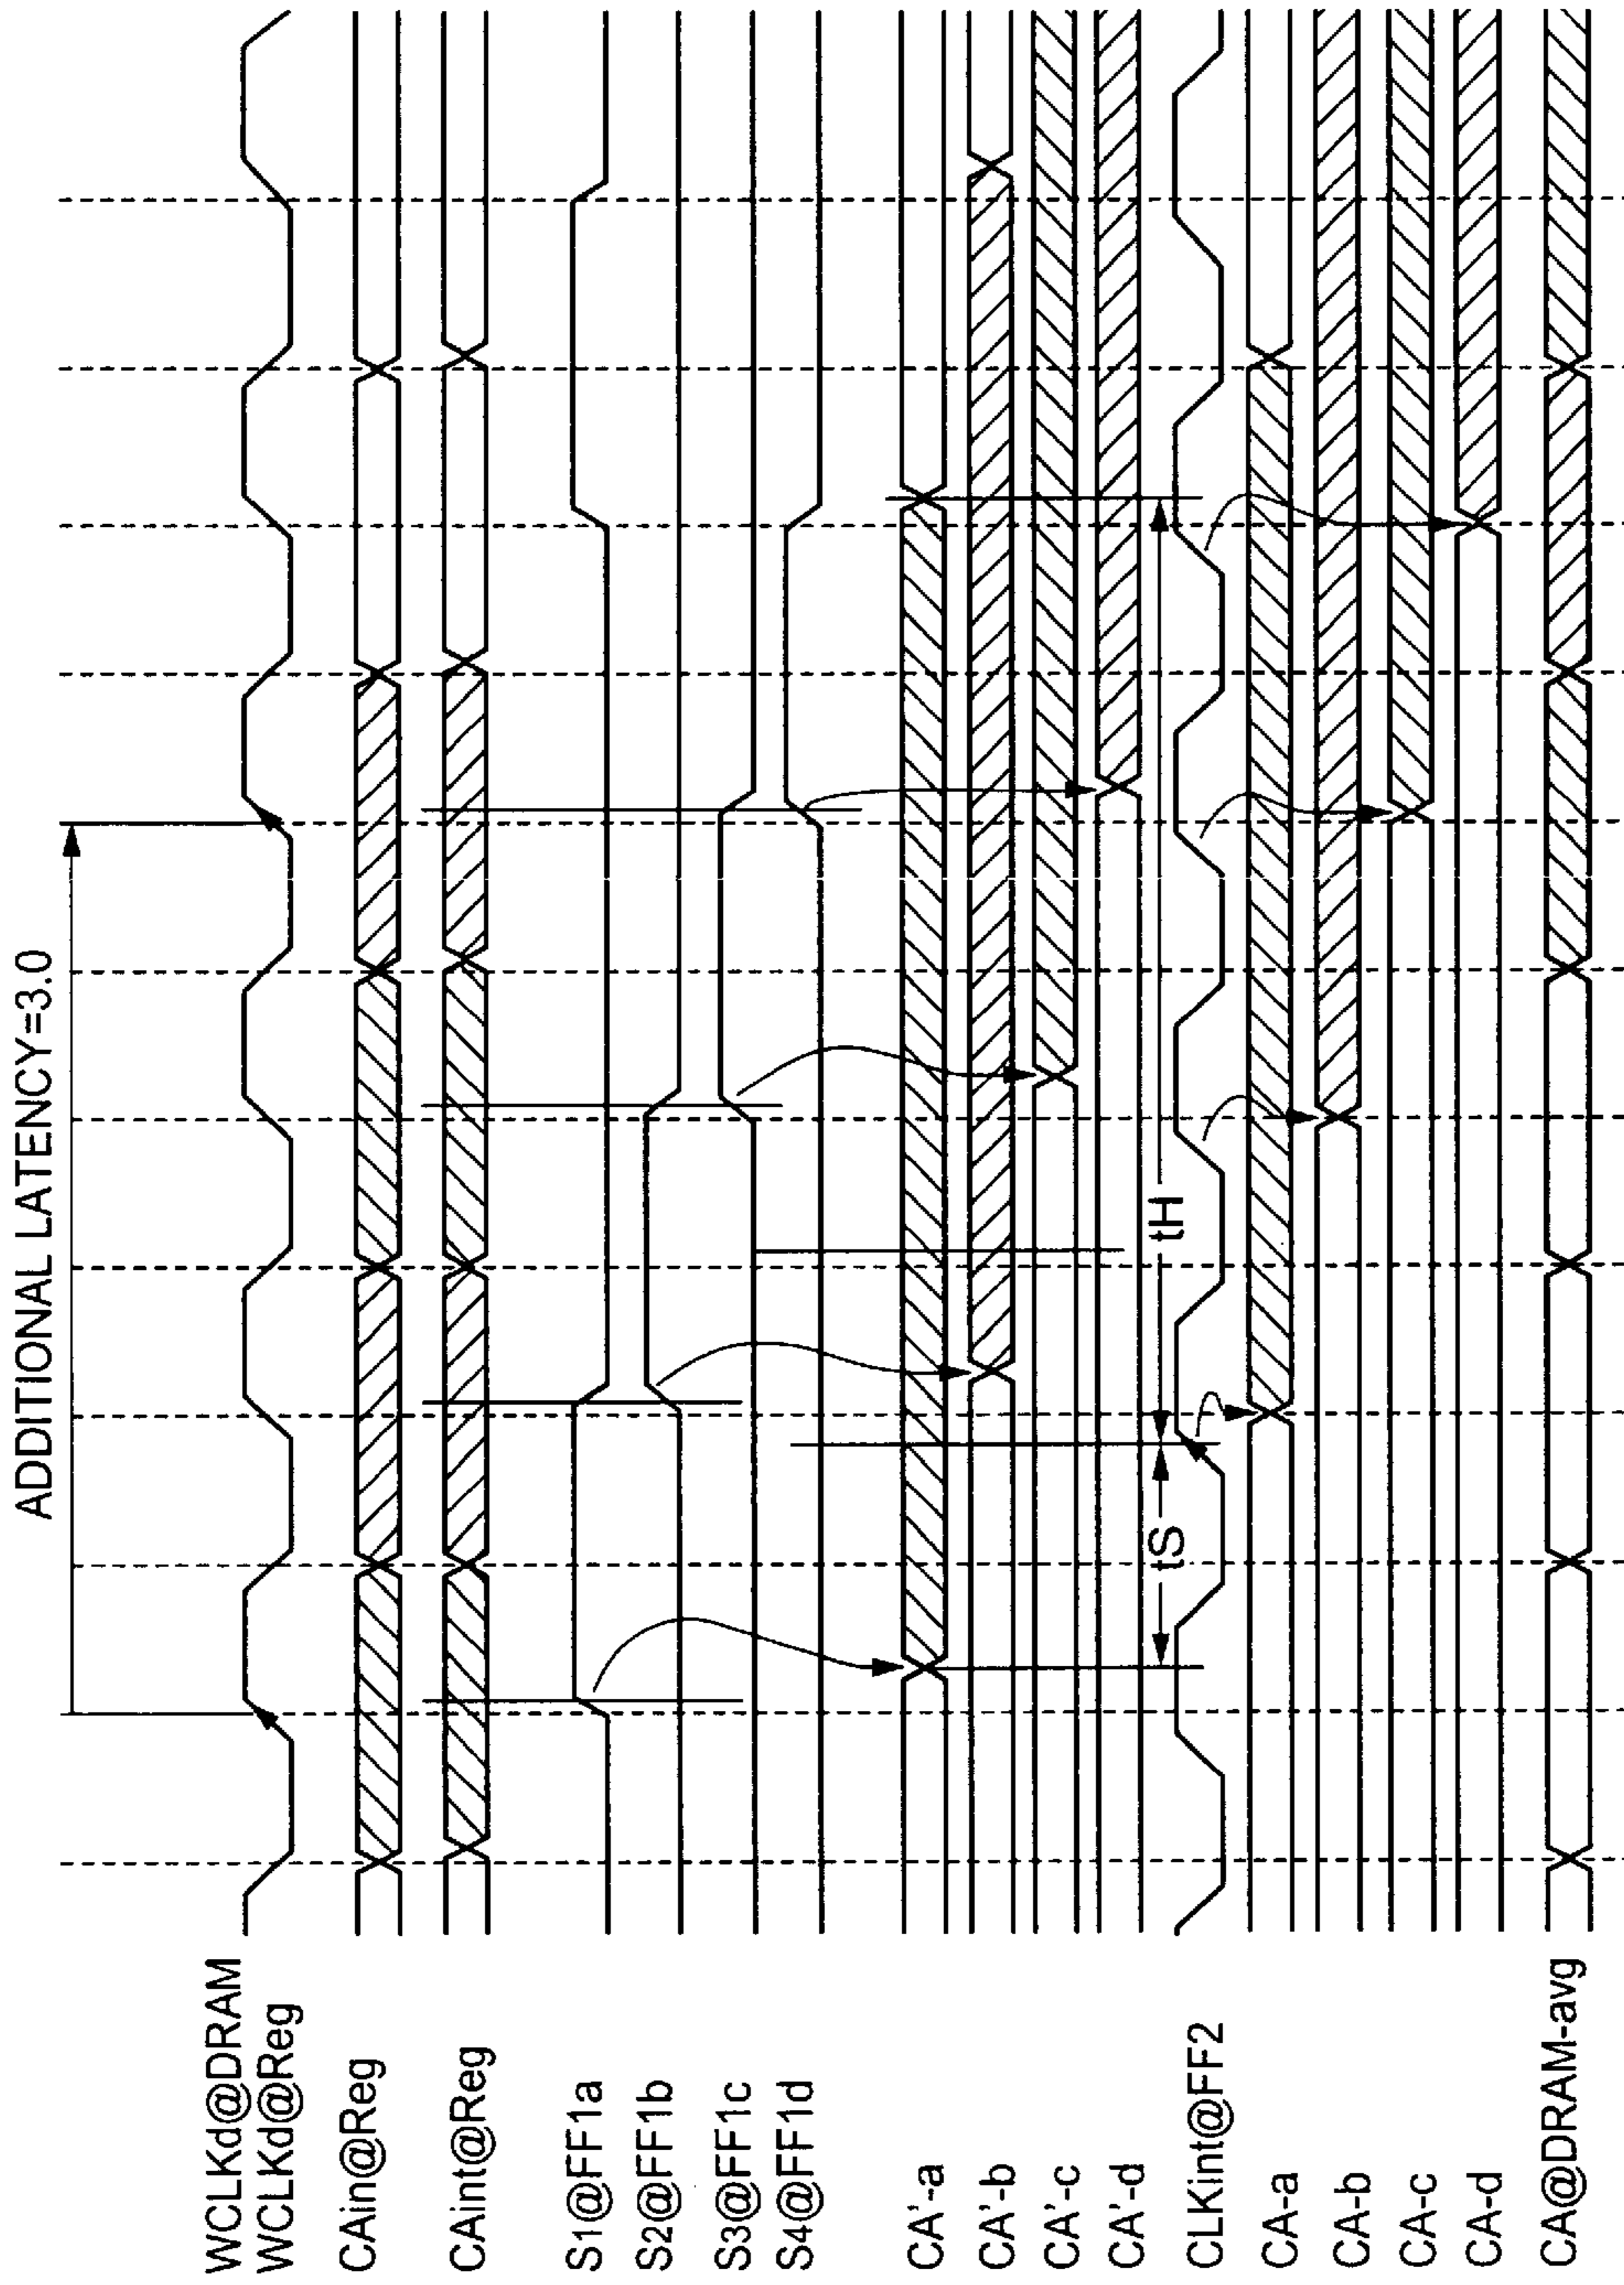 ADDITIONAL LATENCY=3.0
WCLKd@DRAM
WCLKd@Reg
CAin@Reg
CAint@Reg
S1@FF1a
S2@FF1b
S3@FF1c
S4@FF1d
CA'-a
CA'-b
CA'-c
CA'-d
tS
tH
CLKint@FF2
CA-a
CA-b
CA-c
CA-d
CA@DRAM-avg